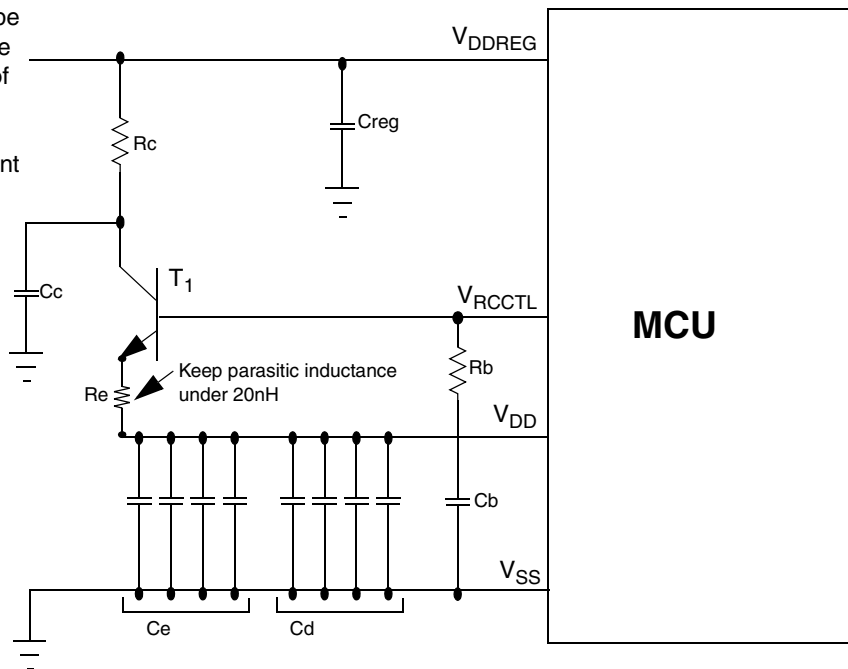 be
e
of
nt
V_DDREG
Creg
Rc
Cc
T_1
V_RCCTL
MCU
Rb
Keep parasitic inductance
under 20nH
Re
V_DD
Cb
V_SS
Ce
Cd